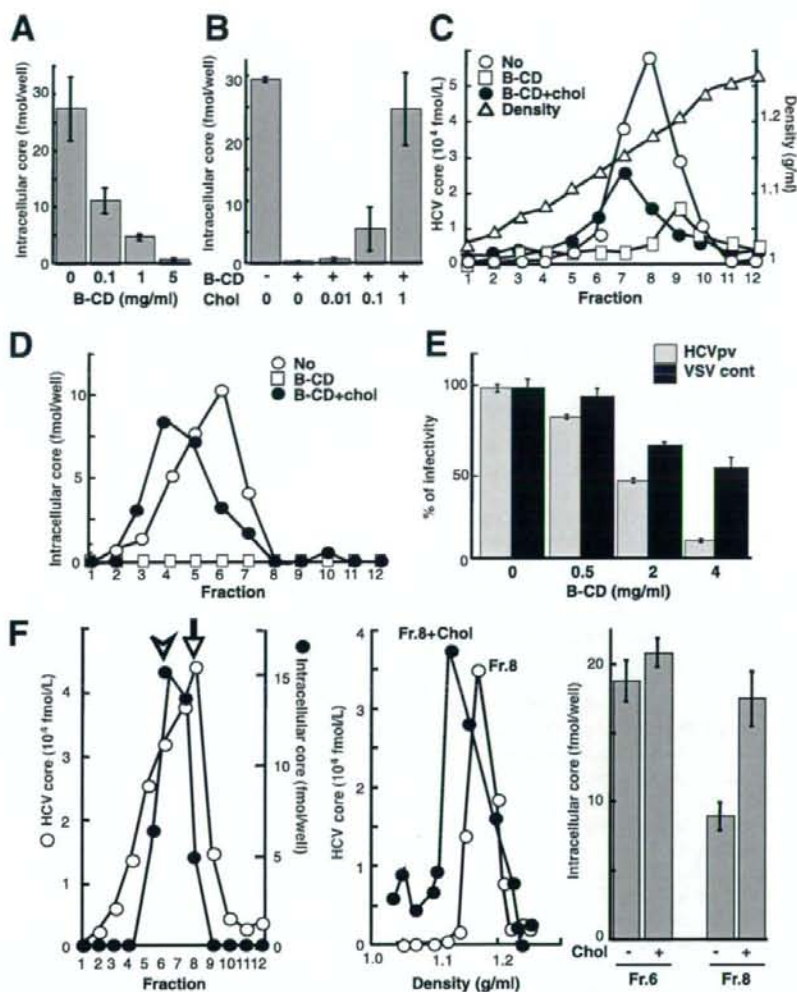 A
Intracellular core (fmol/well)
30
20
10
0
0 0.1 1 5
B-CD (mg/ml)
B
Intracellular core (fmol/well)
30
20
10
0
B-CD - + + + +
Chol 0 0 0.01 0.1 1
C
No
B-CD
B-CD+chol
Density
HCV core (10⁻⁴ fmol/L)
5
4
3
2
1
0
Density (g/ml)
1.2
1.1
1
1 2 3 4 5 6 7 8 9 10 11 12
Fraction
D
No
B-CD
B-CD+chol
Intracellular core (fmol/well)
10
5
0
1 2 3 4 5 6 7 8 9 10 11 12
Fraction
E
HCVpv
VSV cont
% of infectivity
100
50
0
0 0.5 2 4
B-CD (mg/ml)
F
HCV core (10⁻⁶ fmol/L)
4
3
2
1
0
Intracellular core (fmol/well)
15
10
5
0
1 2 3 4 5 6 7 8 9 10 11 12
Fraction
Fr.8+Chol
Fr.8
HCV core (10⁶ fmol/L)
4
3
2
1
0
1.0 1.1 1.2
Density (g/ml)
Intracellular core (fmol/well)
20
10
0
Chol - + - +
Fr.6 Fr.8